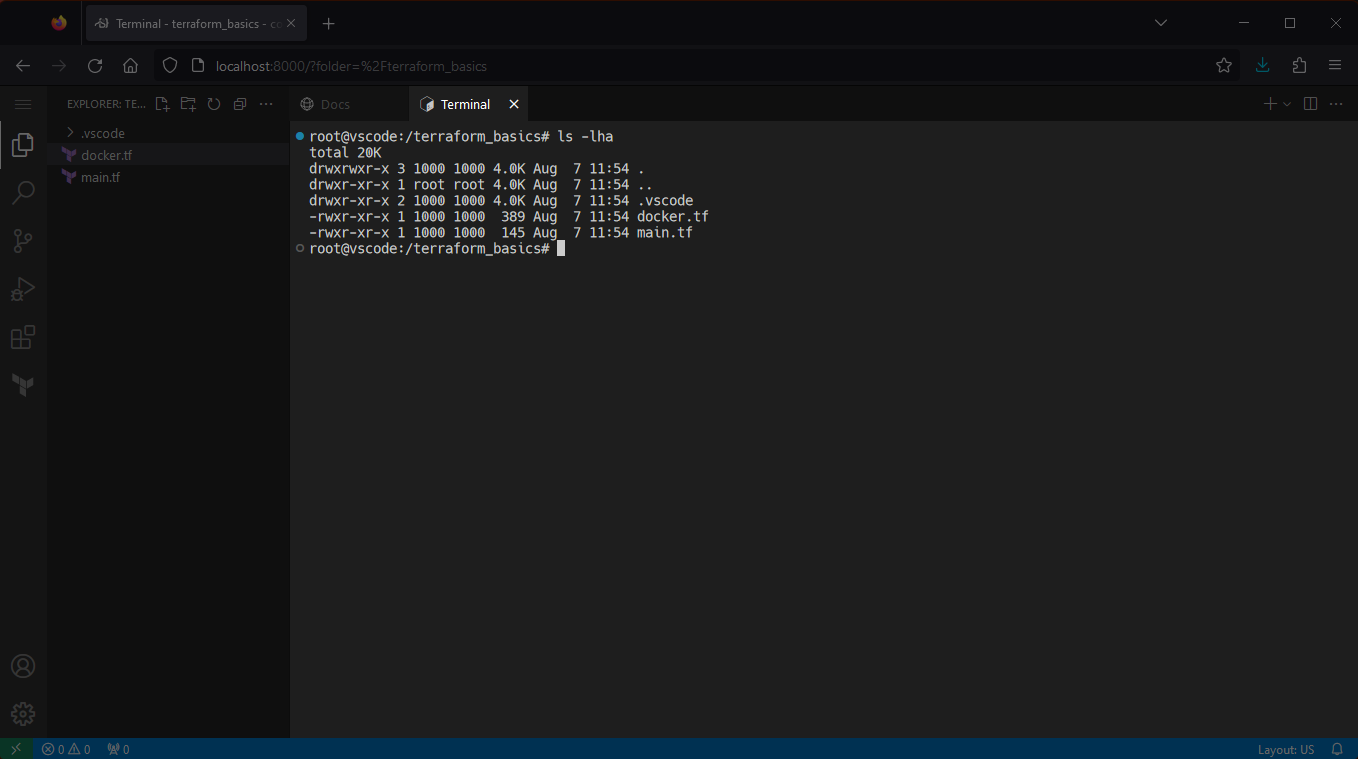 Terminal - terraform_basics - co
localhost:8000/?folder=%2Fterraform_basics
EXPLORER: TE...
Docs
Terminal
.vscode
docker.tf
main.tf
root@vscode:/terraform_basics# ls -lha
total 20K
drwxrwxr-x 3 1000 1000 4.0K Aug  7 11:54 .
drwxr-xr-x 1 root root 4.0K Aug  7 11:54 ..
drwxr-xr-x 2 1000 1000 4.0K Aug  7 11:54 .vscode
-rwxr-xr-x 1 1000 1000  389 Aug  7 11:54 docker.tf
-rwxr-xr-x 1 1000 1000  145 Aug  7 11:54 main.tf
root@vscode:/terraform_basics#
0 0 0
Layout: US